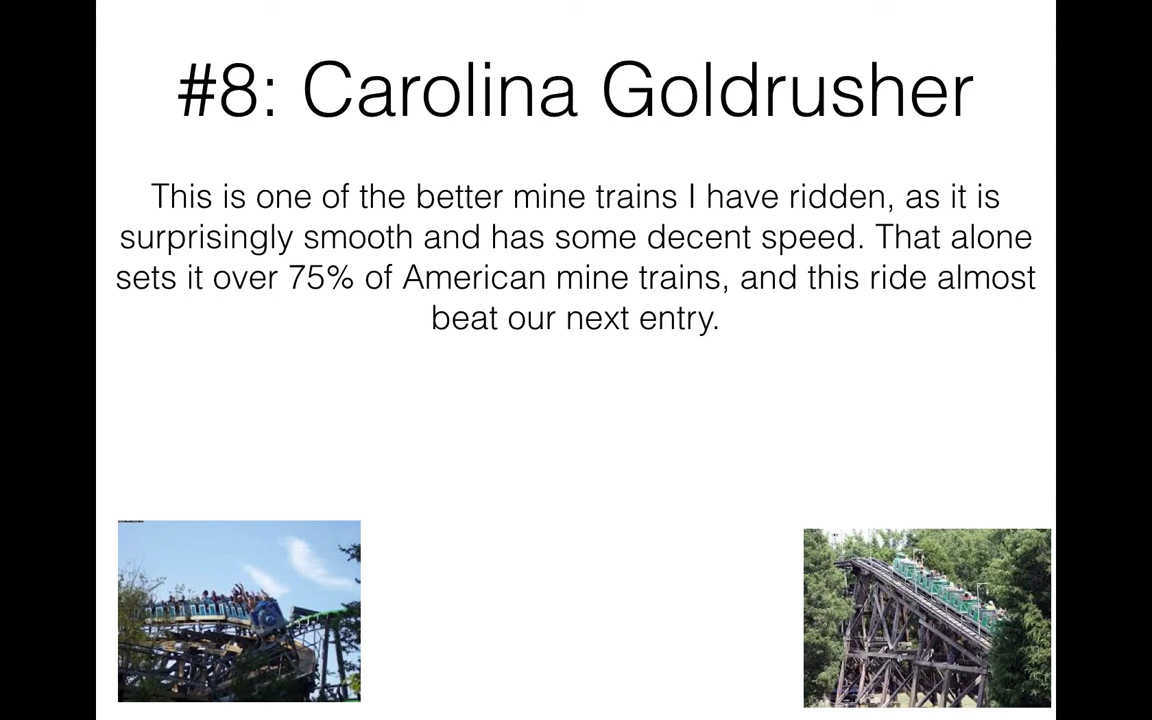 #8: Carolina Goldrusher
This is one of the better mine trains I have ridden, as it is
surprisingly smooth and has some decent speed. That alone
sets it over 75% of American mine trains, and this ride almost
beat our next entry.